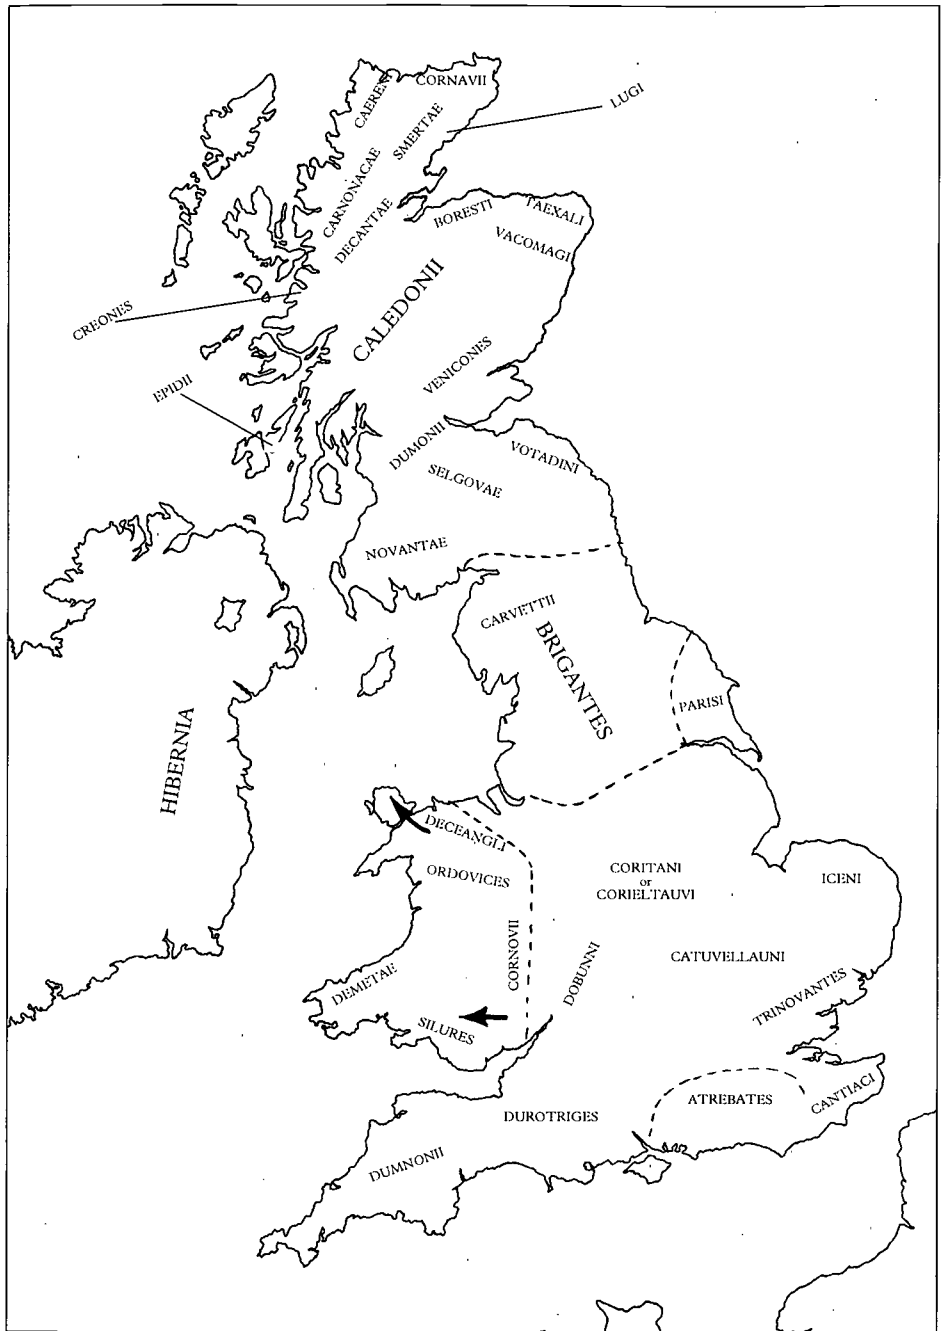 CORNAVII
CAERENI
LUGI
SMERTAE
CARNONACAE
DECANTAE
BORESTI
TAEXALI
VACOMAGI
CALEDONII
CREONES
VENICONES
EPIDII
DUMONII
VOTADINI
SELGOVAE
NOVANTAE
CARVETTII
BRIGANTES
PARISI
HIBERNIA
DECEANGLI
ORDOVICES
CORITANI
or
CORIELTAUVI
ICENI
CORNOVII
DOBUNNI
CATUVELLAUNI
DEMETAE
TRINOVANTES
SILURES
ATREBATES
CANTIACI
DUROTRIGES
DUMNONII